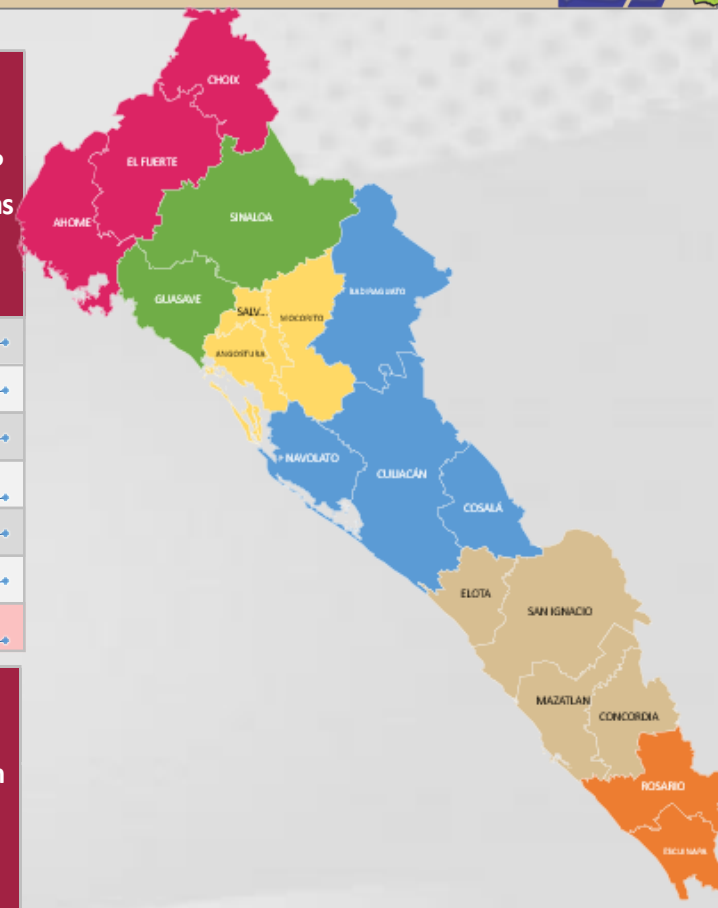 CHOIX
EL FUERTE
AHOME
SINALOA
GUASAVE
BADIRAGUATO
SALV...
MOCORITO
ANGOSTURA
NAVOLATO
CULIACÁN
COSALÁ
ELOTA
SAN IGNACIO
MAZATLAN
CONCORDIA
ROSARIO
ESCUINAPA